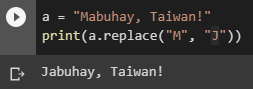 a = "Mabuhay, Taiwan!"
print(a.replace("M", "J"))
Jabuhay, Taiwan!